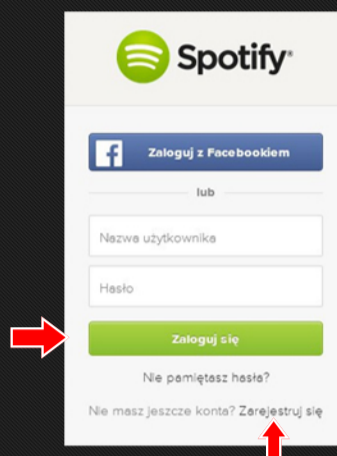 Spotify®
Zaloguj z Facebookiem
lub
Nazwa użytkownika
Hasło
Zaloguj się
Nie pamiętasz hasła?
Nie masz jeszcze konta? Zarejestruj się